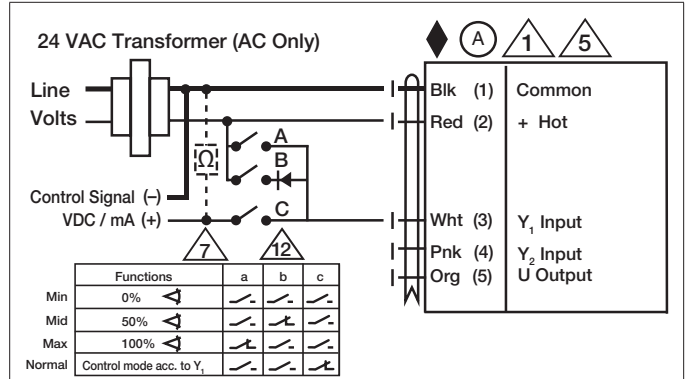 24 VAC Transformer (AC Only)
A 1 5
Line
Volts
Blk (1) Common
Red (2) + Hot
A
B
C
Ω
Control Signal (–)
VDC / mA (+)
Wht (3) Y₁ Input
Pnk (4) Y₂ Input
Org (5) U Output
7 12
Functions a b c
Min 0%
Mid 50%
Max 100%
Normal Control mode acc. to Y₁